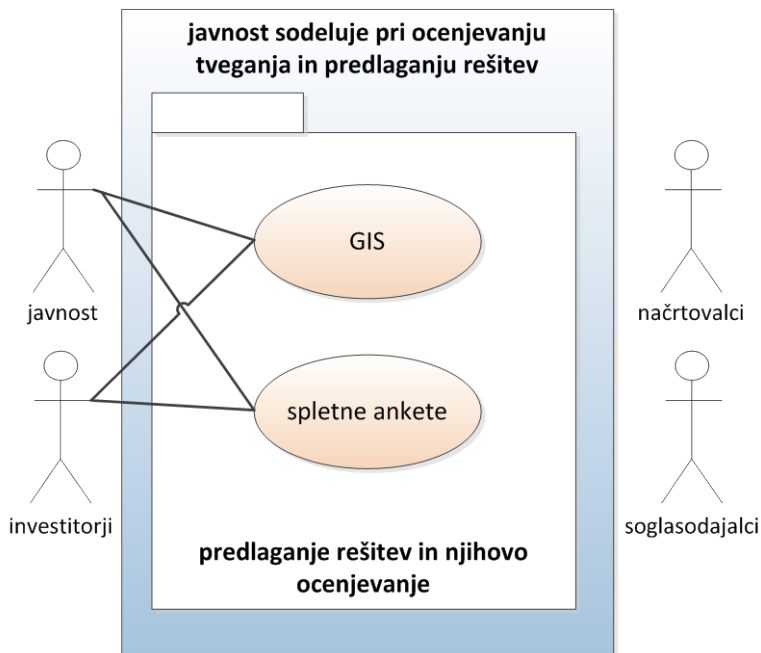 javnost sodeluje pri ocenjevanju
tveganja in predlaganju rešitev
GIS
javnost
načrtovalci
spletne ankete
investitorji
soglasodajalci
predlaganje rešitev in njihovo
ocenjevanje